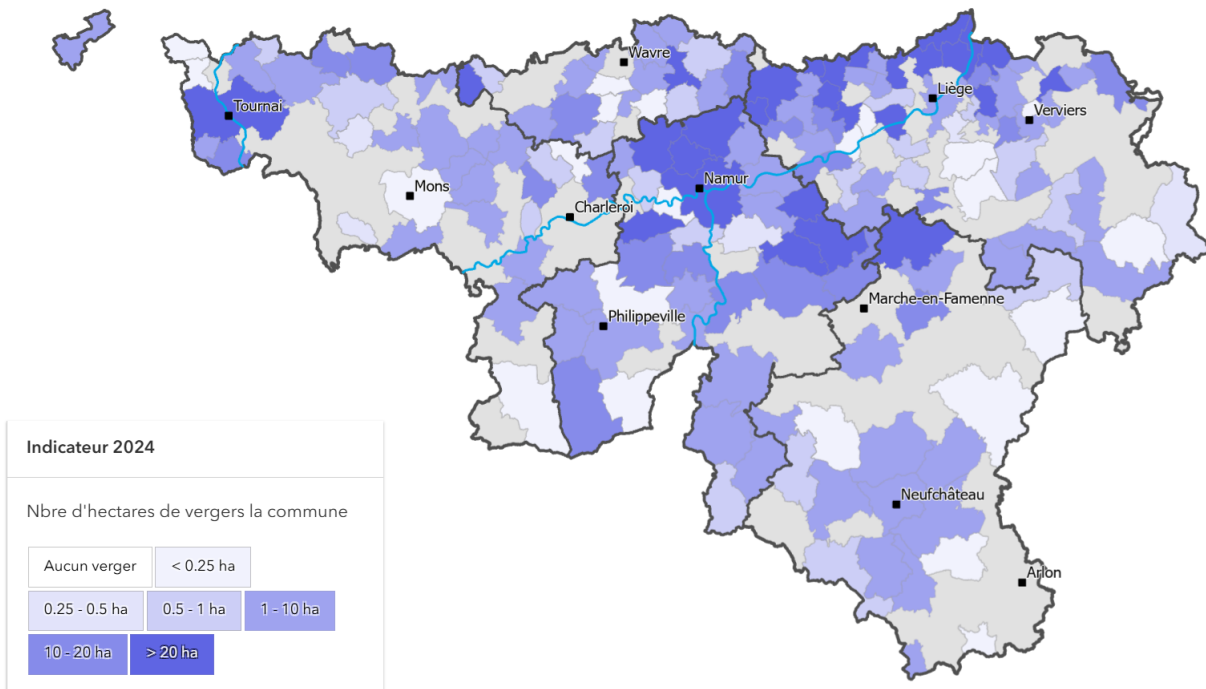 Wavre
Liège
Tournai
Verviers
Namur
Mons
Charleroi
Marche-en-Famenne
Philippeville
Indicateur 2024
Nbre d'hectares de vergers la commune
Neufchâteau
Aucun verger < 0.25 ha
0.25 - 0.5 ha 0.5 - 1 ha 1 - 10 ha
Arlon
10 - 20 ha > 20 ha